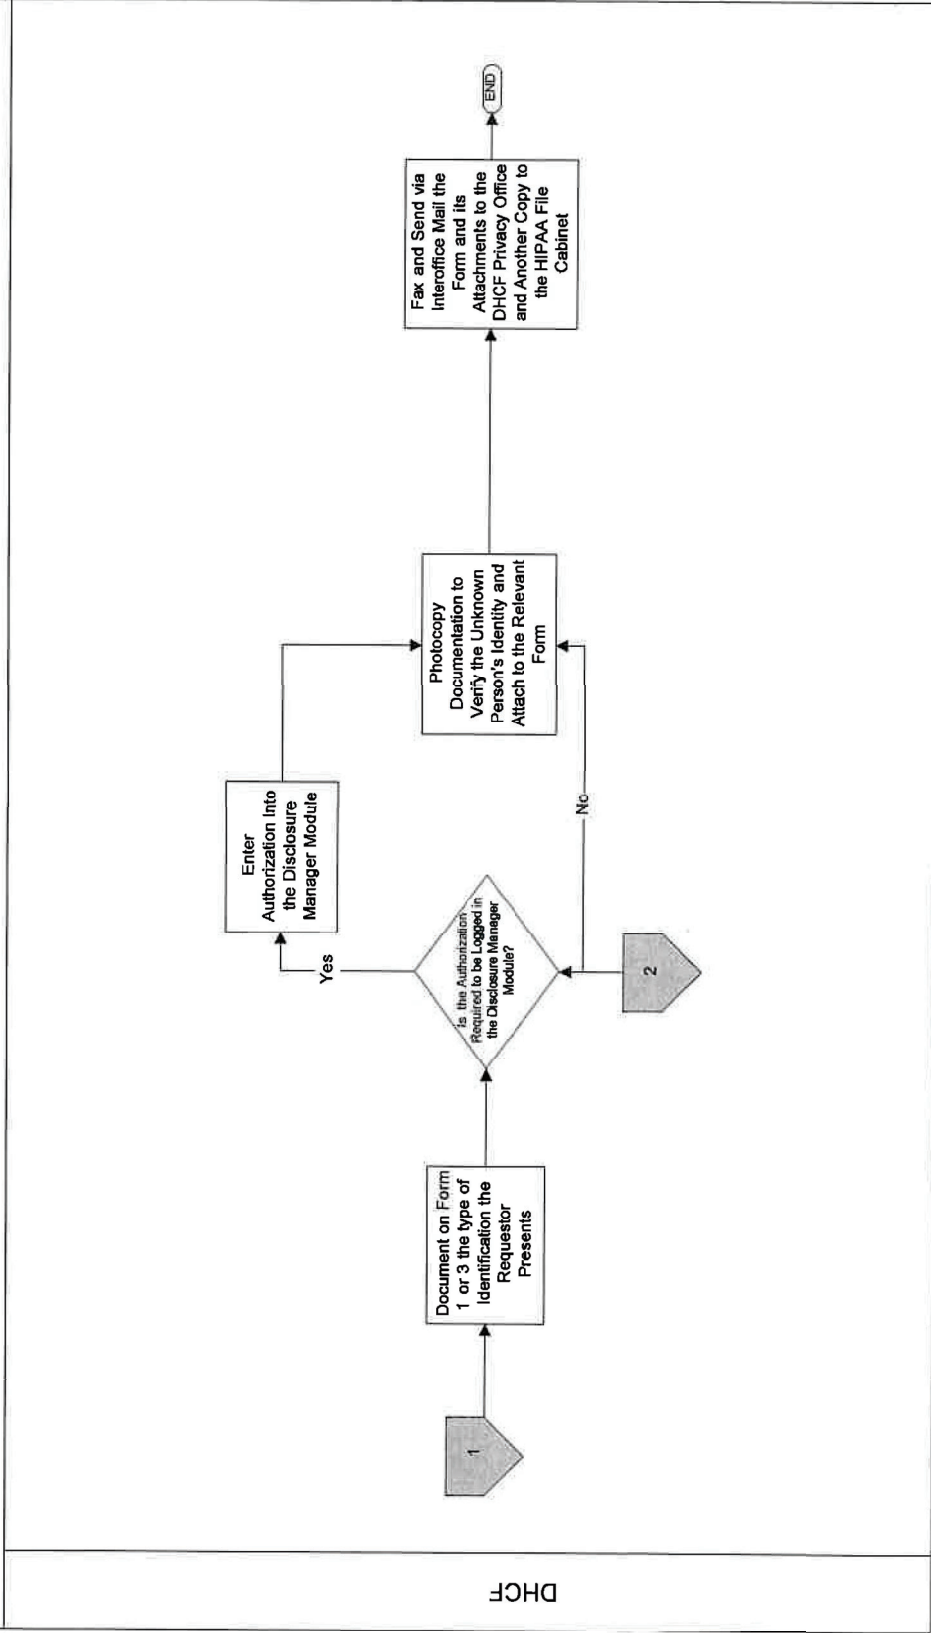 DHCF
1
Document on Form
1 or 3 the type of
Identification the
Requestor
Presents
Is the Authorization
Required to be Logged in
the Disclosure Manager
Module?
Yes
No
2
Enter
Authorization Into
the Disclosure
Manager Module
Photocopy
Documentation to
Verify the Unknown
Person's Identity and
Attach to the Relevant
Form
Fax and Send via
Interoffice Mail the
Form and its
Attachments to the
DHCF Privacy Office
and Another Copy to
the HIPAA File
Cabinet
END